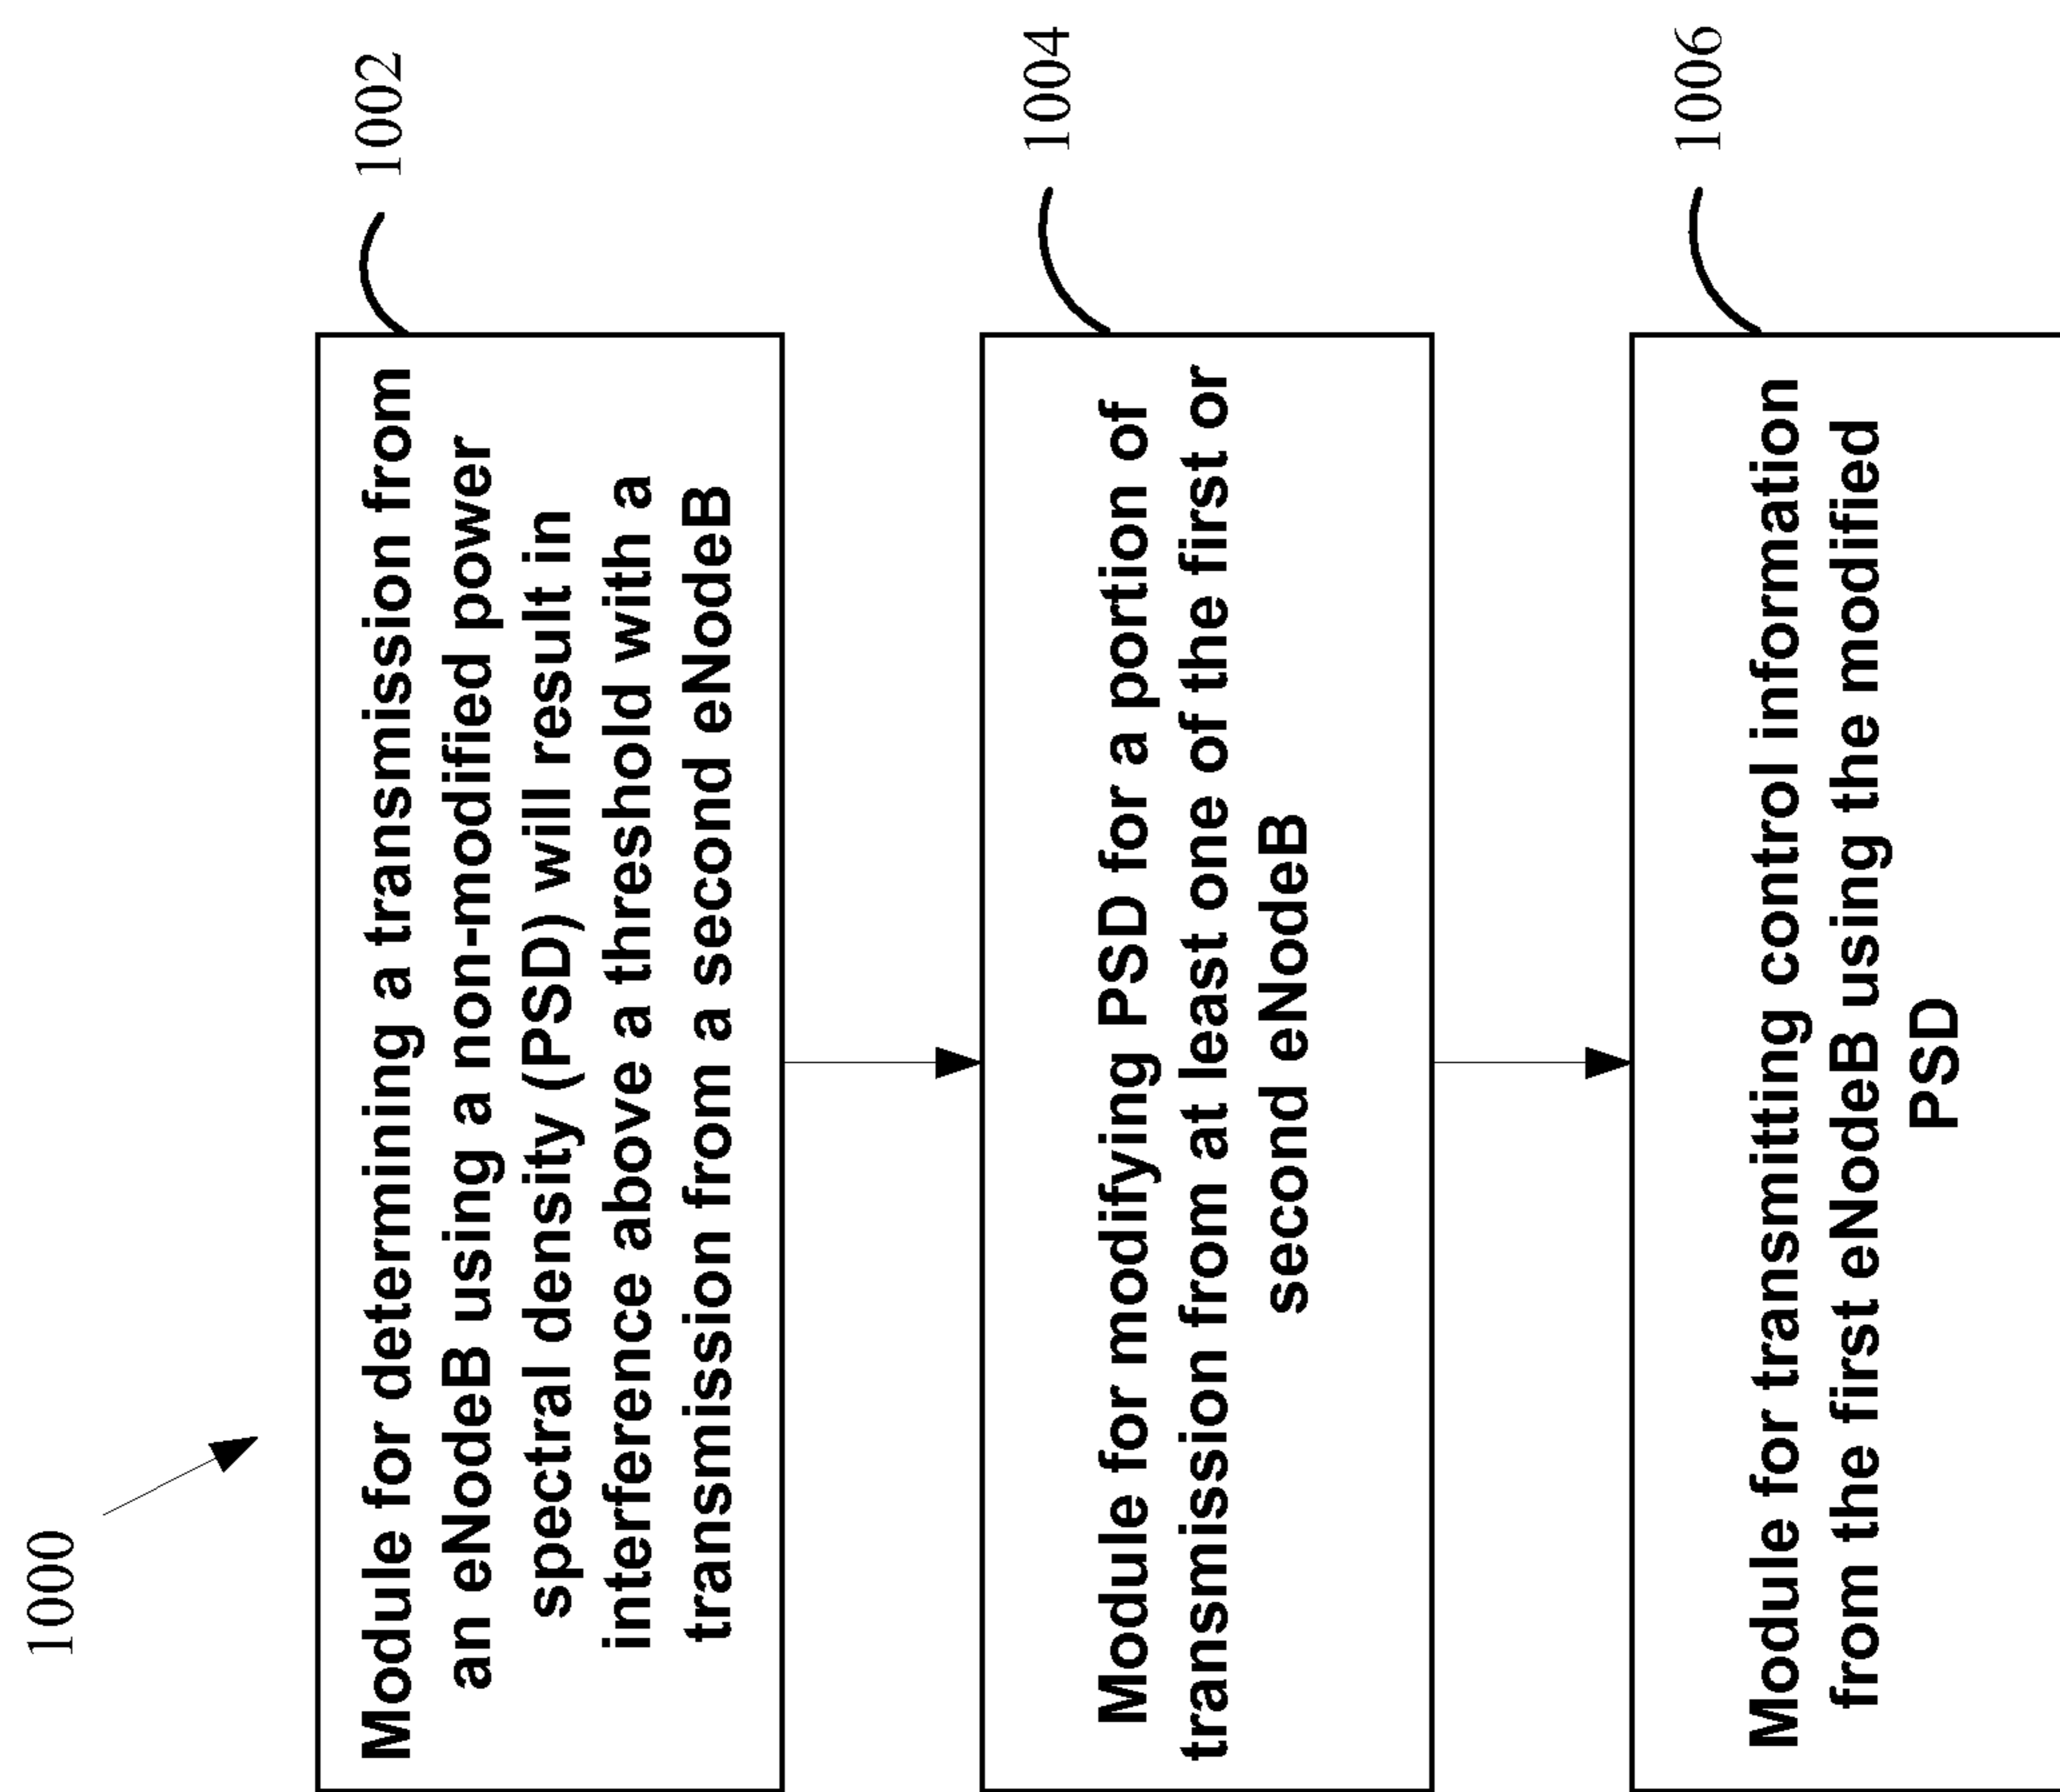 1000
1002
Module for determining a transmission from
an eNodeB using a non-modified power
spectral density (PSD) will result in
interference above a threshold with a
transmission from a second eNodeB
1004
Module for modifying PSD for a portion of
transmission from at least one of the first or
second eNodeB
1006
Module for transmitting control information
from the first eNodeB using the modified
PSD